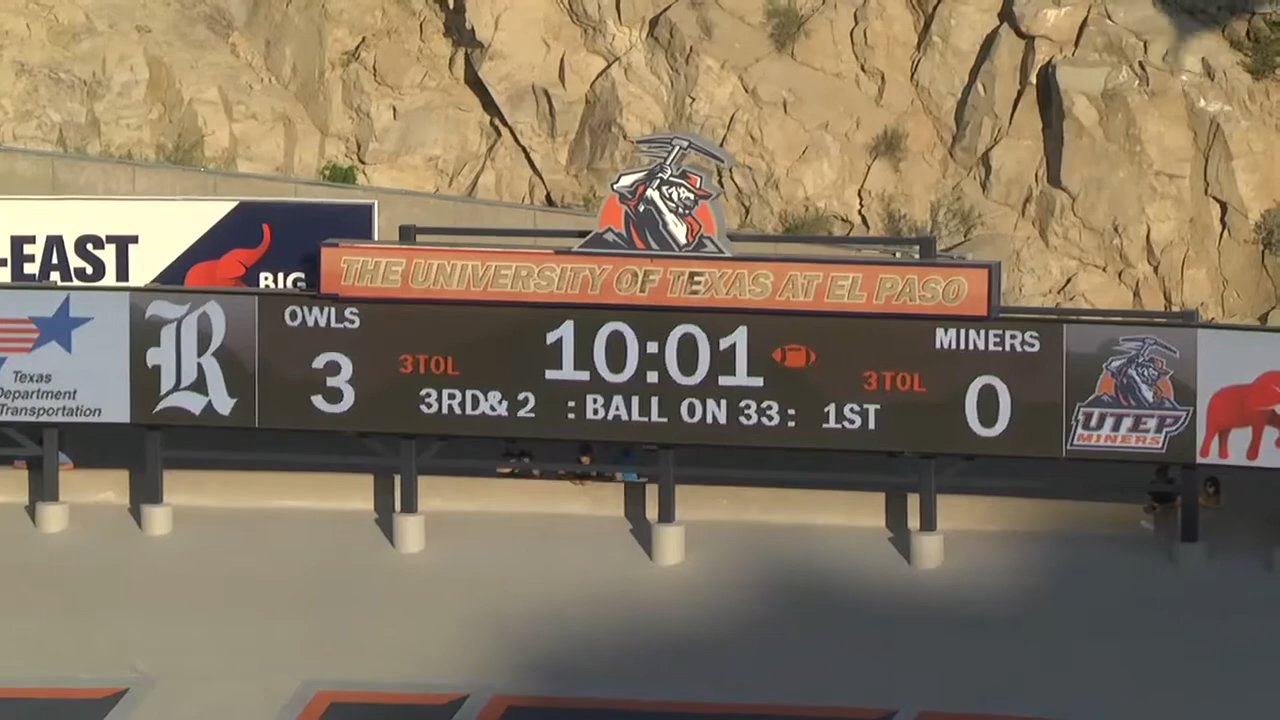 -EAST
BIG
THE UNIVERSITY OF TEXAS AT EL PASO
Texas
Department
Transportation
R
OWLS
3
3TOL
10:01
3RD& 2 : BALL ON 33: 1ST
MINERS
3TOL
0
UTEP
MINERS